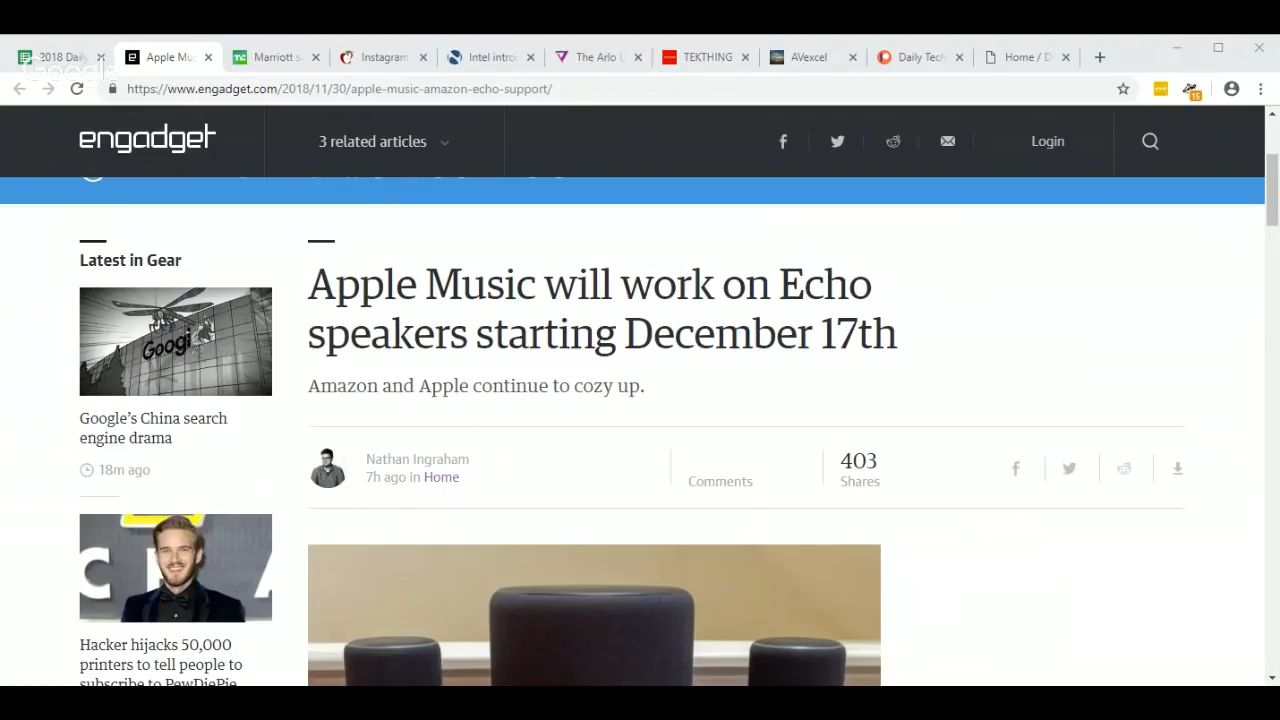 2018 Daily
Apple Mu
Marriott s
Instagram
Intel intro
The Arlo U
TEKTHING
AVexcel
Daily Tech
Home / D
https://www.engadget.com/2018/11/30/apple-music-amazon-echo-support/
15
engadget
3 related articles
Login
Latest in Gear
Google's China search
engine drama
18m ago
Hacker hijacks 50,000
printers to tell people to
subscribe to PewDiePie
Apple Music will work on Echo
speakers starting December 17th
Amazon and Apple continue to cozy up.
Nathan Ingraham
7h ago in Home
Comments
403
Shares